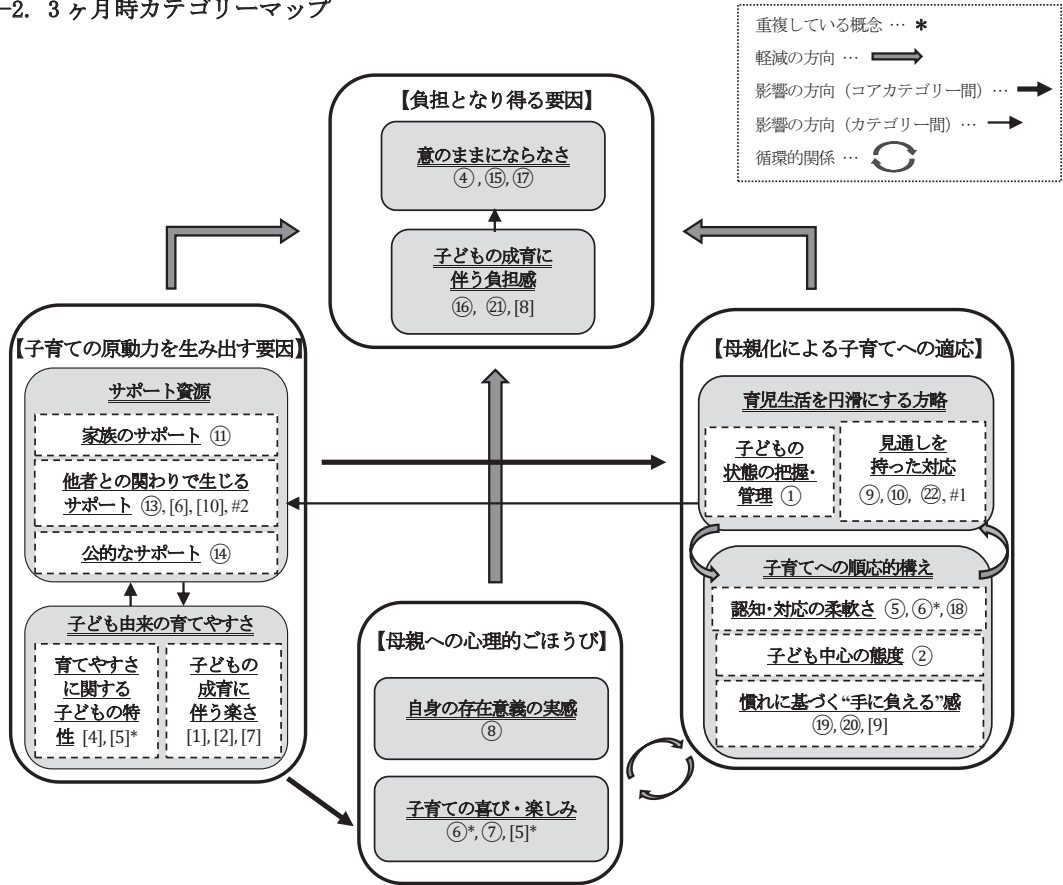 -2. 3ヶ月時カテゴリーマップ
重複している概念 … *
軽減の方向 …
影響の方向（コアカテゴリー間）…
影響の方向（カテゴリー間）…
循環的関係 …
【負担となり得る要因】
意のままにならなさ
④, ⑮, ⑰
子どもの成育に
伴う負担感
⑯, ㉑, [8]
【子育ての原動力を生み出す要因】
サポート資源
家族のサポート ⑪
他者との関わりで生じる
サポート ⑬, [6], [10], #2
公的なサポート ⑭
子ども由来の育てやすさ
育てやすさ
に関する
子どもの特
性 [4], [5]*
子どもの
成育に
伴う楽さ
[1], [2], [7]
【母親への心理的ごほうび】
自身の存在意義の実感
⑧
子育ての喜び・楽しみ
⑥*, ⑦, [5]*
【母親化による子育てへの適応】
育児生活を円滑にする方略
子どもの
状態の把握・
管理 ①
見通しを
持った対応
⑨, ⑩, ㉒, #1
子育てへの順応的構え
認知・対応の柔軟さ ⑤, ⑥*, ⑱
子ども中心の態度 ②
慣れに基づく“手に負える”感
⑲, ⑳, [9]